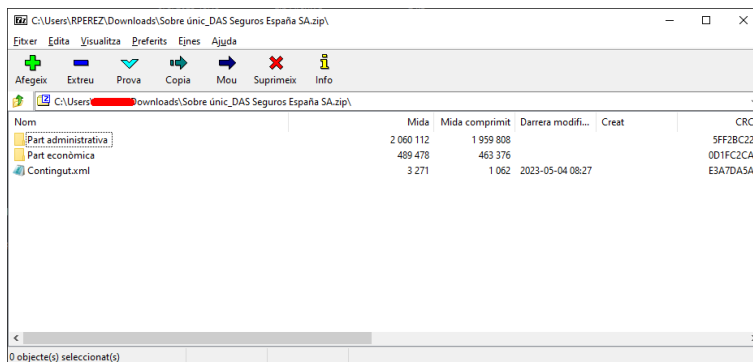 C:\Users\RPEREZ\Downloads\Sobre únic_DAS Seguros España SA.zip\
Fitxer Edita Visualitza Preferits Eines Ajuda
Afegeix Extreu Prova Copia Mou Suprimeix Info
C:\Users\ Downloads\Sobre únic_DAS Seguros España SA.zip\
Nom Mida Mida comprimit Darrera modifi... Creat CRC
Part administrativa 2 060 112 1 959 808 5FF2BC22
Part econòmica 489 478 463 376 0D1FC2CA
Contingut.xml 3 271 1 062 2023-05-04 08:27 E3A7DA5A
0 objecte(s) seleccionat(s)